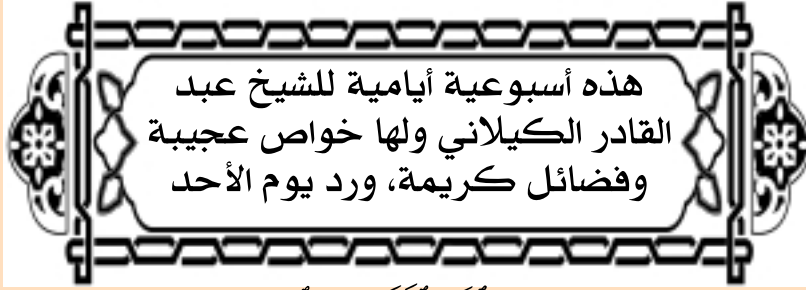 هذه أسبوعية أيامية للشيخ عبد
القادر الكيلاني ولها خواص عجيبة
وفضائل كريمة، ورد يوم الأحد